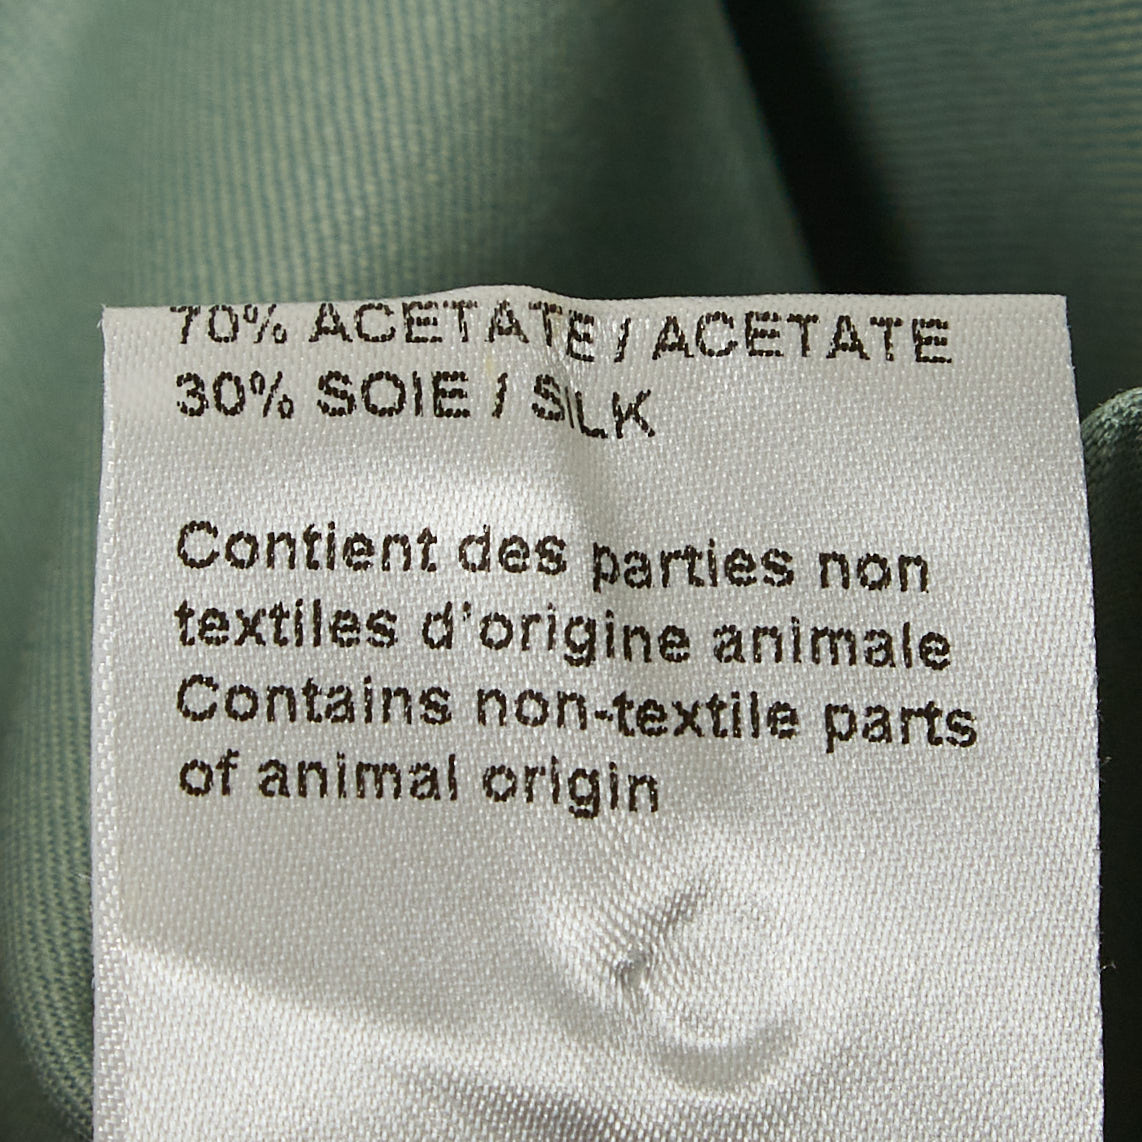 70% ACETATE / ACETATE
30% SOIE / SILK
Contient des parties non
textiles d'origine animale
Contains non-textile parts
of animal origin